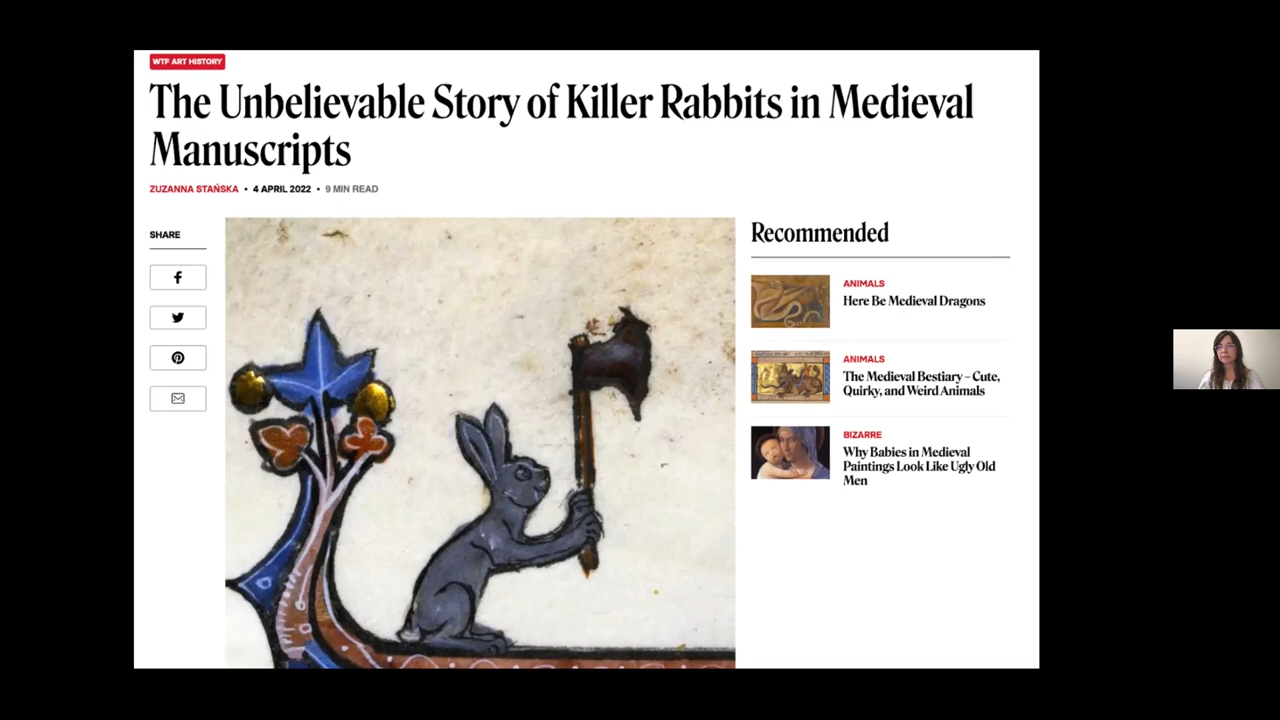 WTF ART HISTORY
The Unbelievable Story of Killer Rabbits in Medieval
Manuscripts
ZUZANNA STAŃSKA • 4 APRIL 2022 • 9 MIN READ
SHARE
Recommended
ANIMALS
Here Be Medieval Dragons
ANIMALS
The Medieval Bestiary – Cute,
Quirky, and Weird Animals
BIZARRE
Why Babies in Medieval
Paintings Look Like Ugly Old
Men